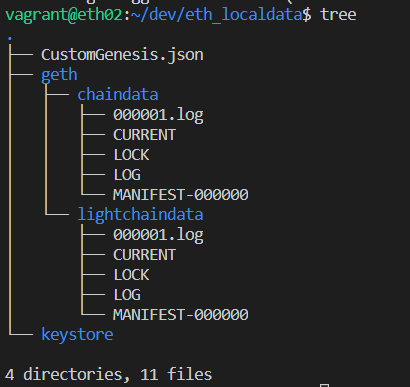 vagrant@eth02:~/dev/eth_localdata$ tree
.
├── CustomGenesis.json
├── geth
│   ├── chaindata
│   │   ├── 000001.log
│   │   ├── CURRENT
│   │   ├── LOCK
│   │   ├── LOG
│   │   └── MANIFEST-000000
│   └── lightchaindata
│       ├── 000001.log
│       ├── CURRENT
│       ├── LOCK
│       ├── LOG
│       └── MANIFEST-000000
└── keystore
4 directories, 11 files